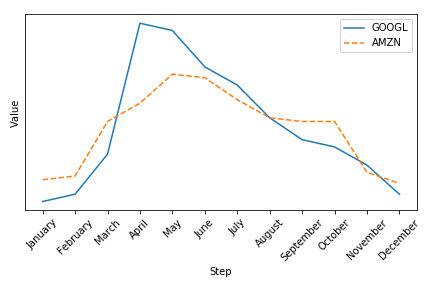 GOOGL
AMZN
Value
January
February
March
April
May
June
July
August
September
October
November
December
Step